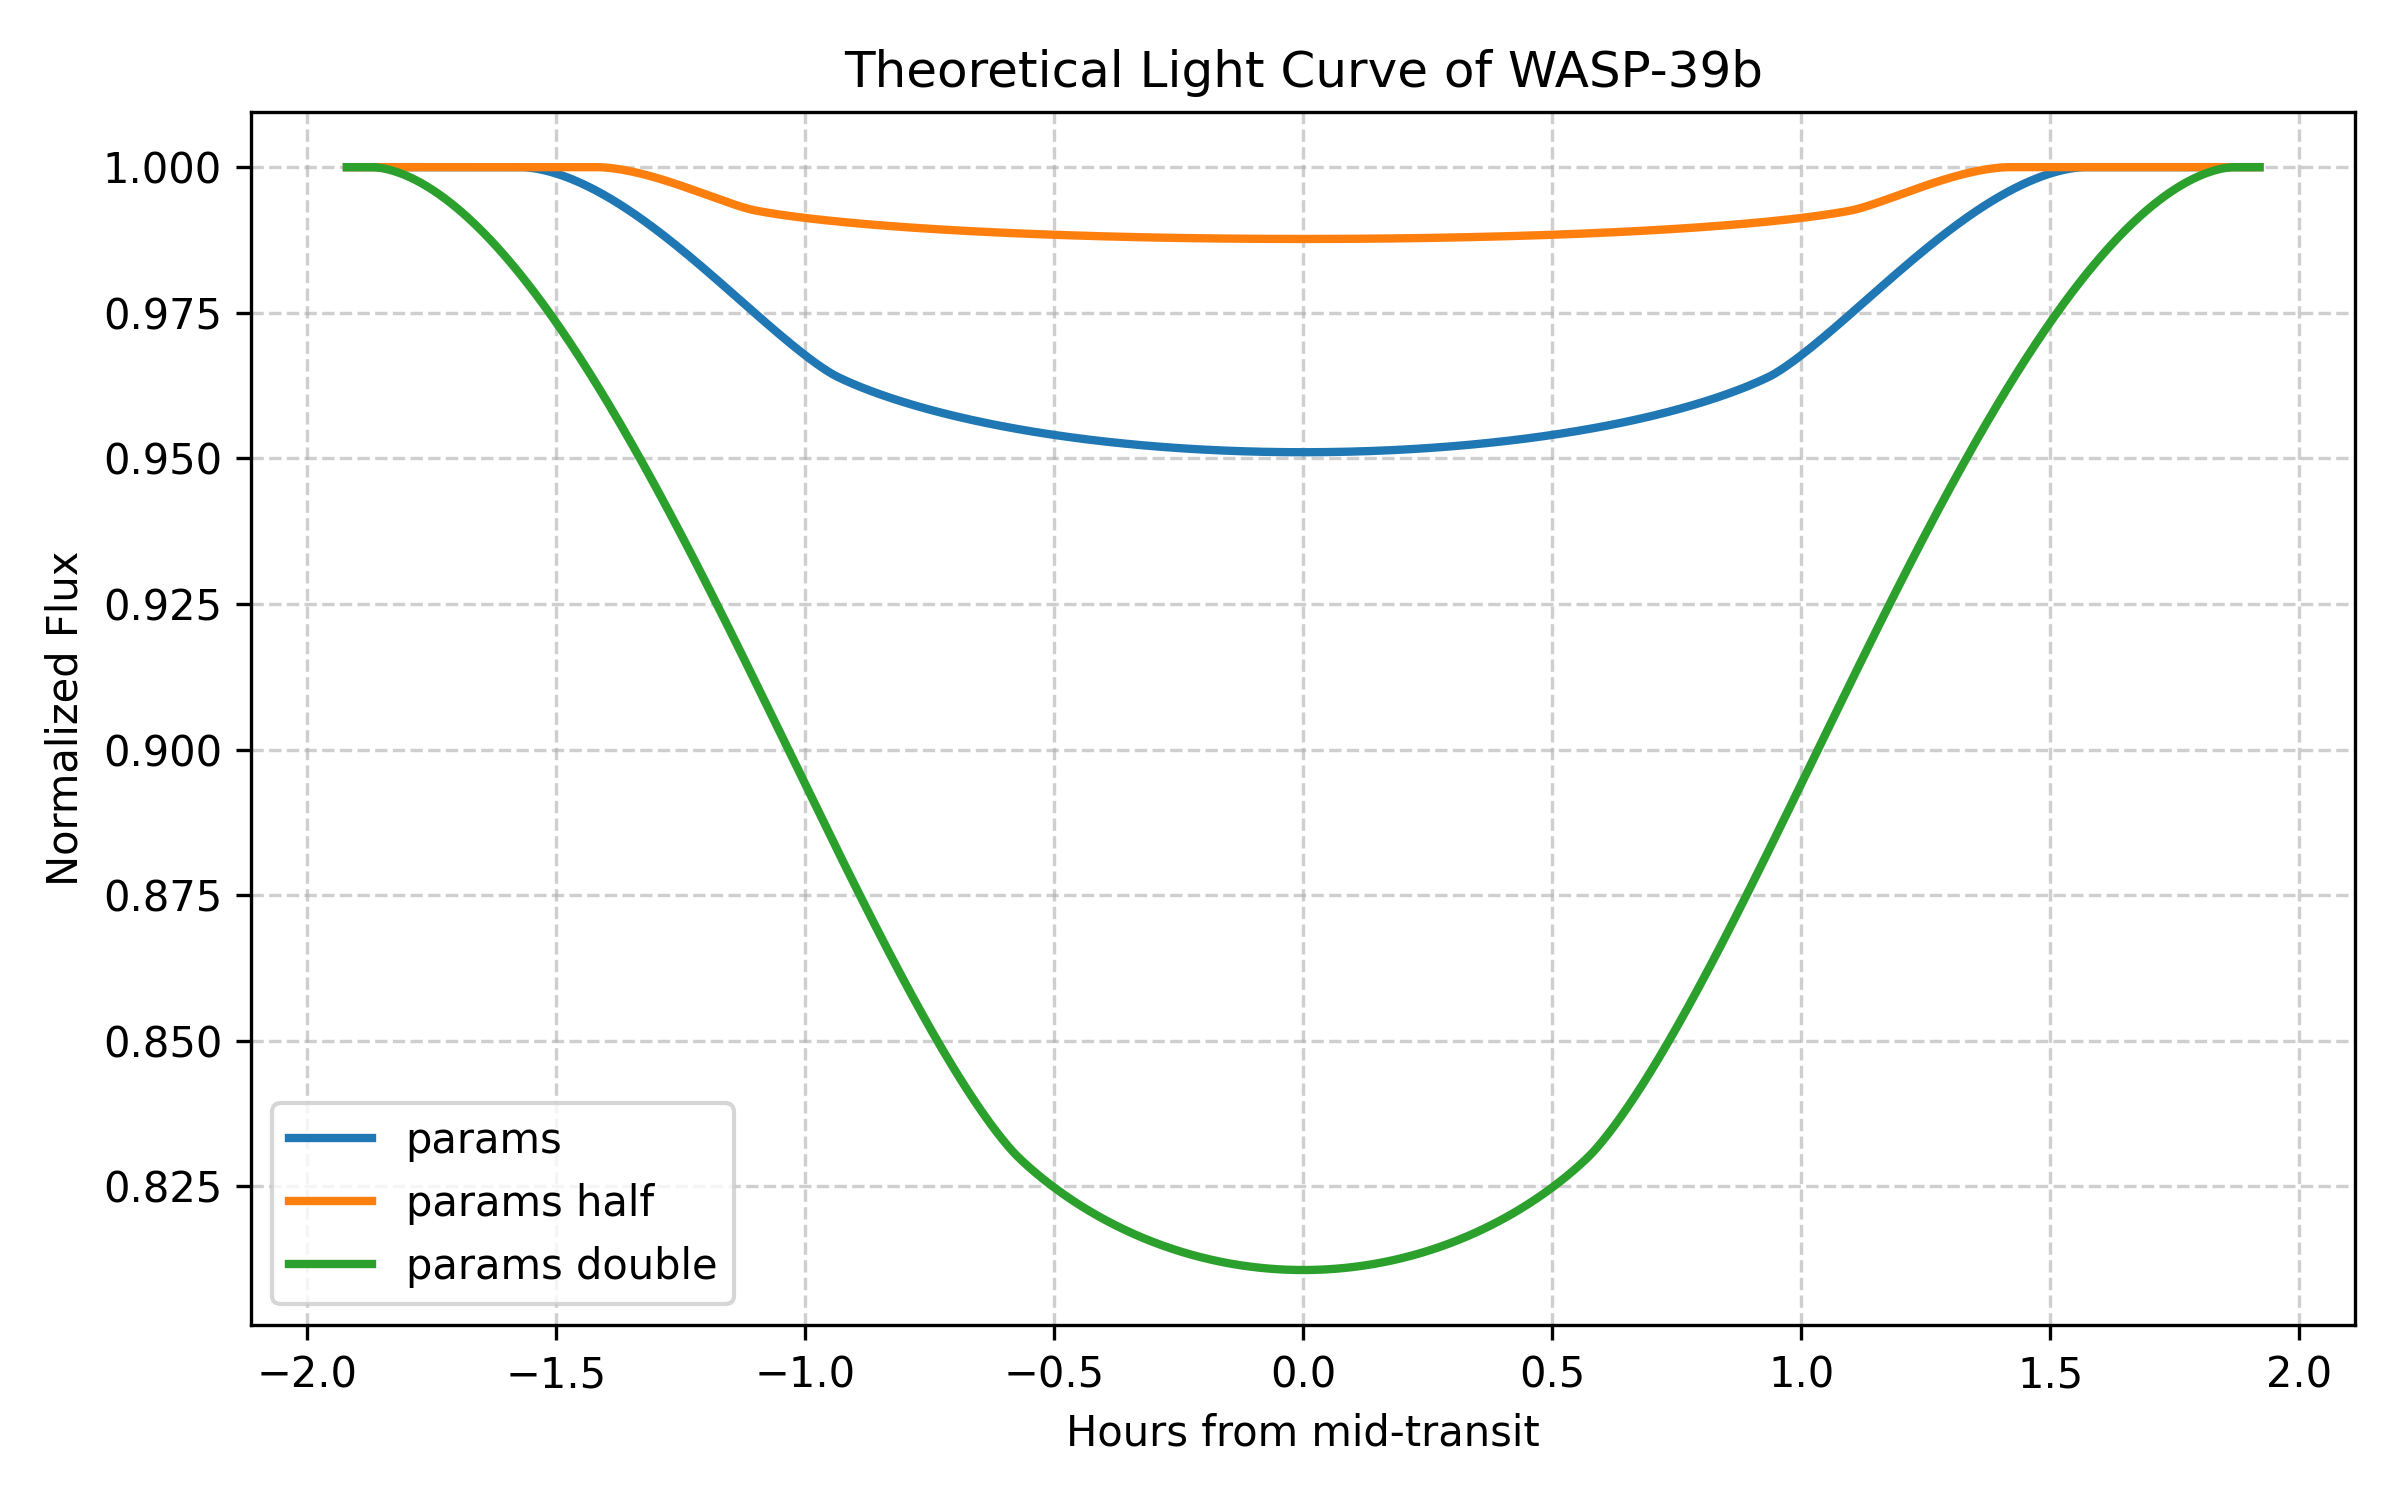 Theoretical Light Curve of WASP-39b
Normalized Flux
1.000
0.975
0.950
0.925
0.900
0.875
0.850
0.825
params
params half
params double
−2.0 −1.5 −1.0 −0.5 0.0 0.5 1.0 1.5 2.0
Hours from mid-transit